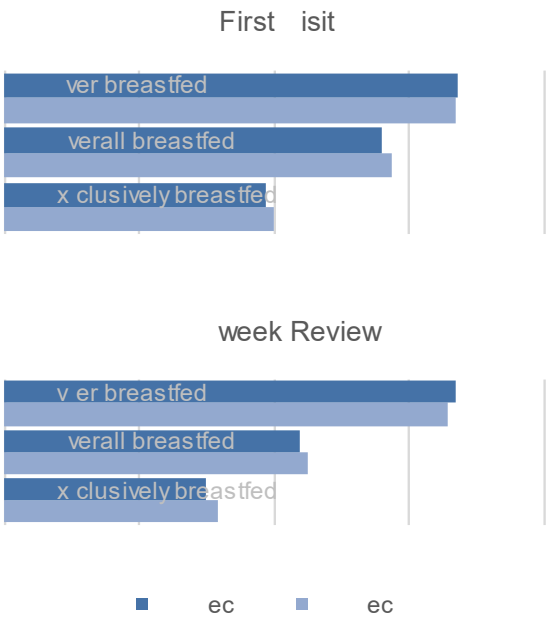 First isit
ver breastfed
verall breastfed
x clusively breastfed
week Review
v er breastfed
verall breastfed
x clusively breastfed
ec ec